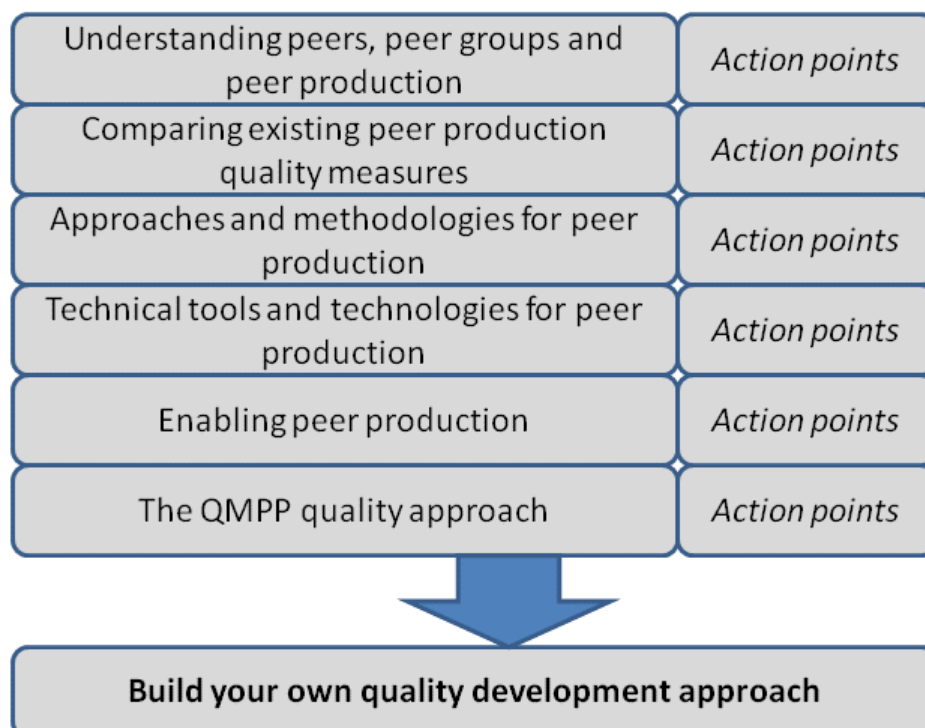 Understanding peers, peer groups and
peer production
Action points
Comparing existing peer production
quality measures
Action points
Approaches and methodologies for peer
production
Action points
Technical tools and technologies for peer
production
Action points
Enabling peer production
Action points
The QMPP quality approach
Action points
Build your own quality development approach